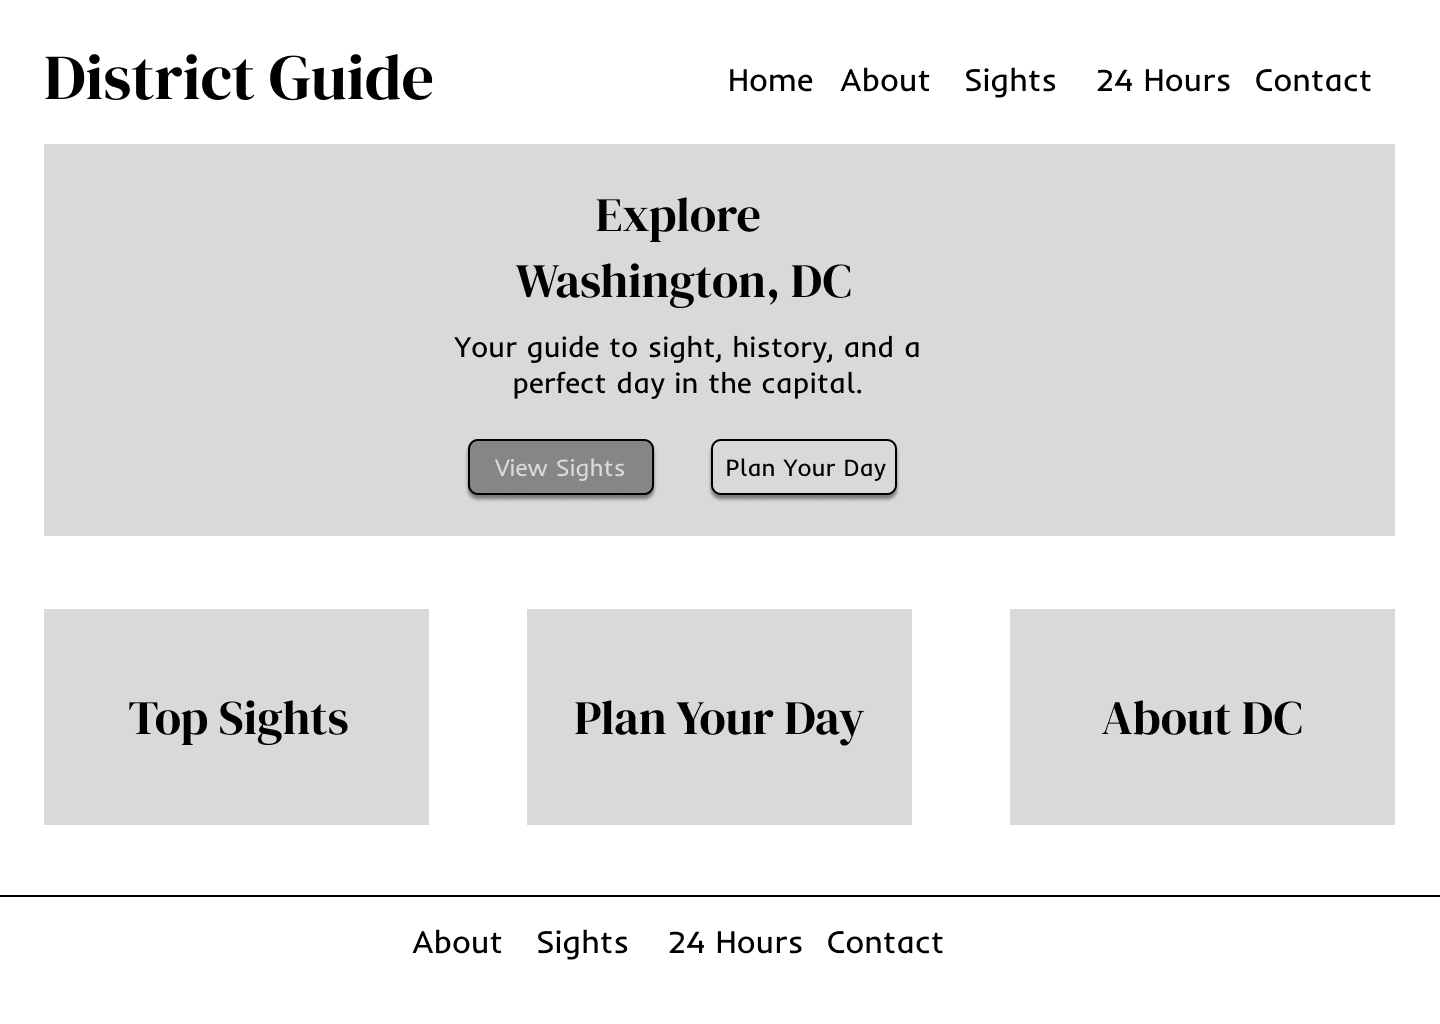 District Guide
Home About Sights 24 Hours Contact
Explore
Washington, DC
Your guide to sight, history, and a
perfect day in the capital.
View Sights
Plan Your Day
Top Sights
Plan Your Day
About DC
About Sights 24 Hours Contact